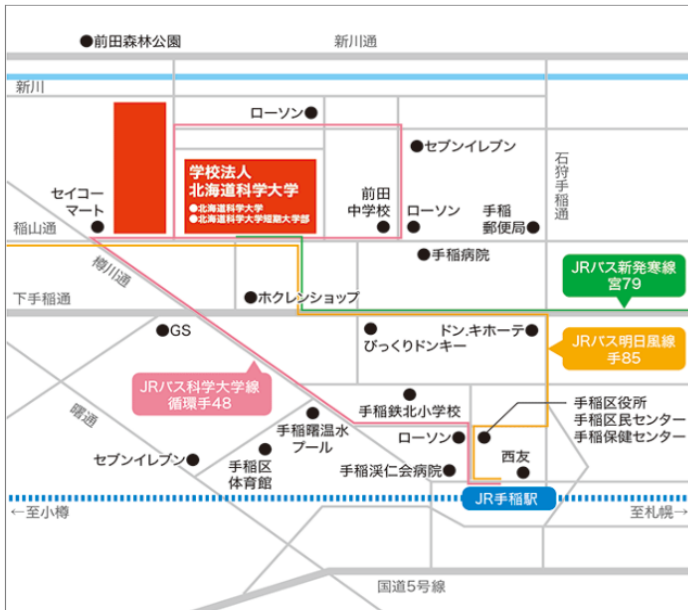 ●前田森林公園
新川通
新川
ローソン●
●セブンイレブン
学校法人
北海道科学大学
●北海道科学大学
●北海道科学大学短期大学部
石狩手稲通
セイコー
マート
前田
中学校
ローソン
手稲
郵便局●
稲山通
樽川通
●手稲病院
JRバス新発寒線
宮79
下手稲通
●ホクレンショップ
●GS
びっくりドンキー
ドン.キホーテ●
JRバス明日風線
手85
JRバス科学大学線
循環手48
手稲鉄北小学校
手稲区役所
手稲区民センター
手稲保健センター
曙通
手稲曙温水
プール
ローソン●
セブンイレブン●
手稲区
体育館
西友
手稲渓仁会病院●
JR手稲駅
←至小樽
至札幌→
国道5号線